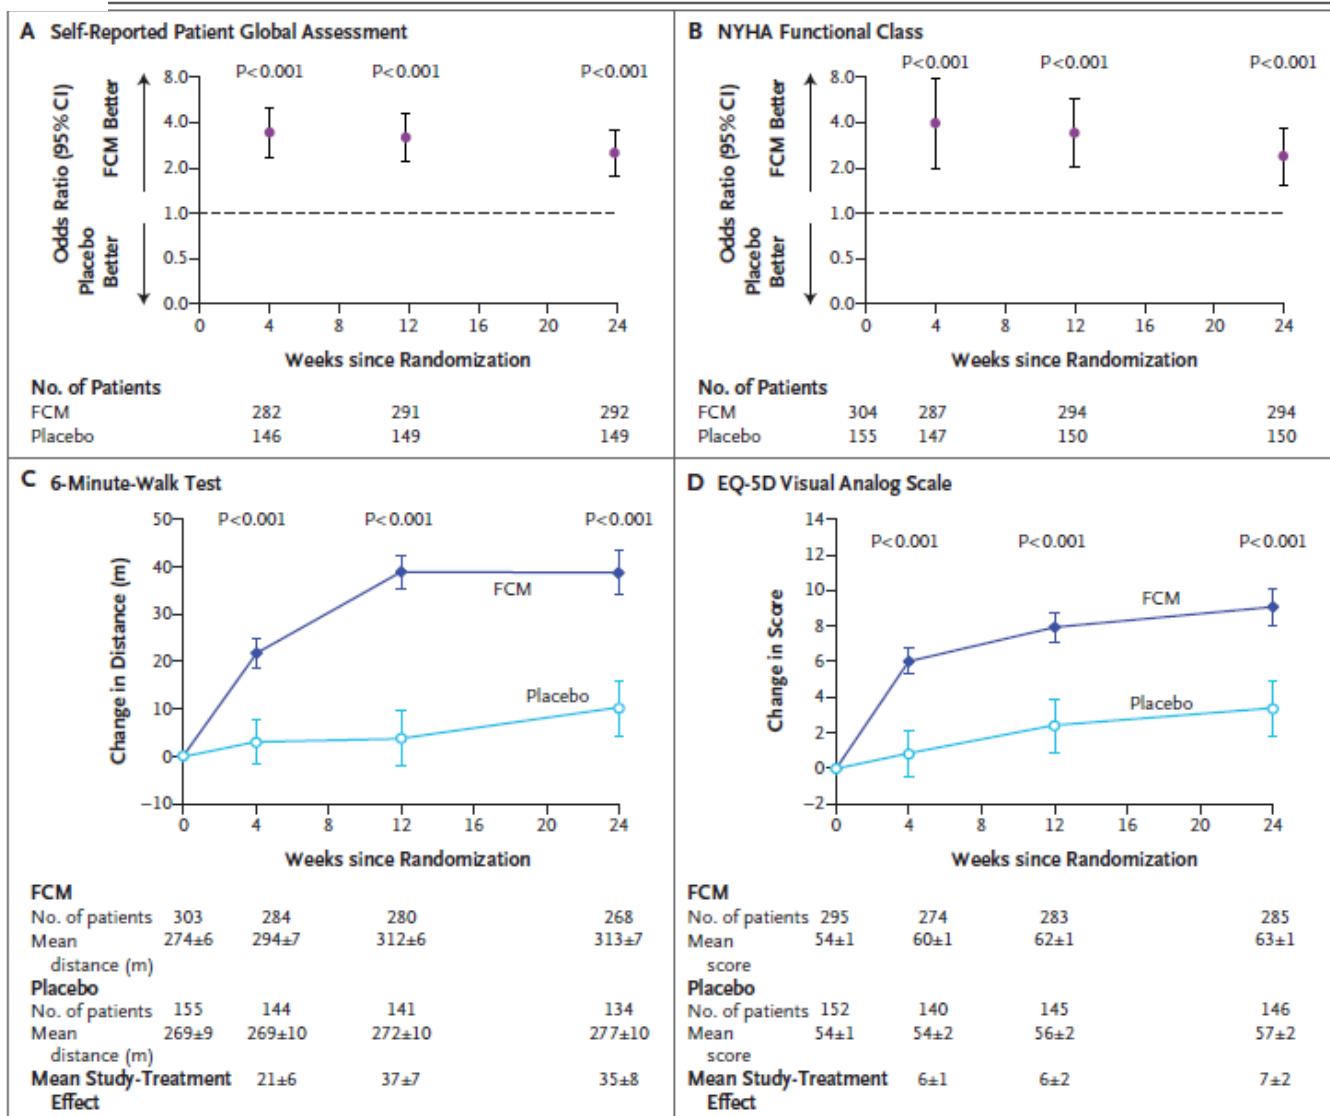 A Self-Reported Patient Global Assessment
P<0.001 P<0.001 P<0.001
Odds Ratio (95% CI)
FCM Better
Placebo
Better
8.0
4.0
2.0
1.0
0.5
0.0
0 4 8 12 16 20 24
Weeks since Randomization
No. of Patients
FCM 282 291 292
Placebo 146 149 149
B NYHA Functional Class
P<0.001 P<0.001 P<0.001
Odds Ratio (95% CI)
FCM Better
Placebo
Better
8.0
4.0
2.0
1.0
0.5
0.0
0 4 8 12 16 20 24
Weeks since Randomization
No. of Patients
FCM 304 287 294 294
Placebo 155 147 150 150
C 6-Minute-Walk Test
P<0.001 P<0.001 P<0.001
Change in Distance (m)
50
40
30
20
10
0
−10
FCM
Placebo
0 4 8 12 16 20 24
Weeks since Randomization
FCM
No. of patients 303 284 280 268
Mean 274±6 294±7 312±6 313±7
distance (m)
Placebo
No. of patients 155 144 141 134
Mean 269±9 269±10 272±10 277±10
distance (m)
Mean Study-Treatment 21±6 37±7 35±8
Effect
D EQ-5D Visual Analog Scale
P<0.001 P<0.001 P<0.001
Change in Score
14
12
10
8
6
4
2
0
−2
FCM
Placebo
0 4 8 12 16 20 24
Weeks since Randomization
FCM
No. of patients 295 274 283 285
Mean 54±1 60±1 62±1 63±1
score
Placebo
No. of patients 152 140 145 146
Mean 54±1 54±2 56±2 57±2
score
Mean Study-Treatment 6±1 6±2 7±2
Effect